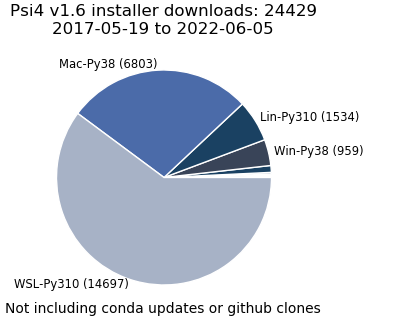 Psi4 v1.6 installer downloads: 24429
2017-05-19 to 2022-06-05
Mac-Py38 (6803)
Lin-Py310 (1534)
Win-Py38 (959)
WSL-Py310 (14697)
Not including conda updates or github clones